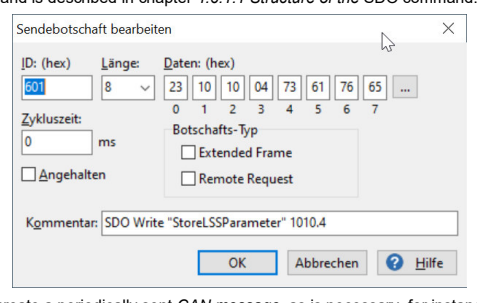 and is described in chapter 4.6.1.1 Structure of the SDO command.
Sendebotschaft bearbeiten
ID: (hex) Länge: Daten: (hex)
601 8 23 10 10 04 73 61 76 65 ...
0 1 2 3 4 5 6 7
Zykluszeit: Botschafts-Typ
0 ms Extended Frame
Angehalten Remote Request
Kommentar: SDO Write "StoreLSSParameter" 1010.4
OK Abbrechen Hilfe
create a periodically sent CAN message, as is necessary, for instan